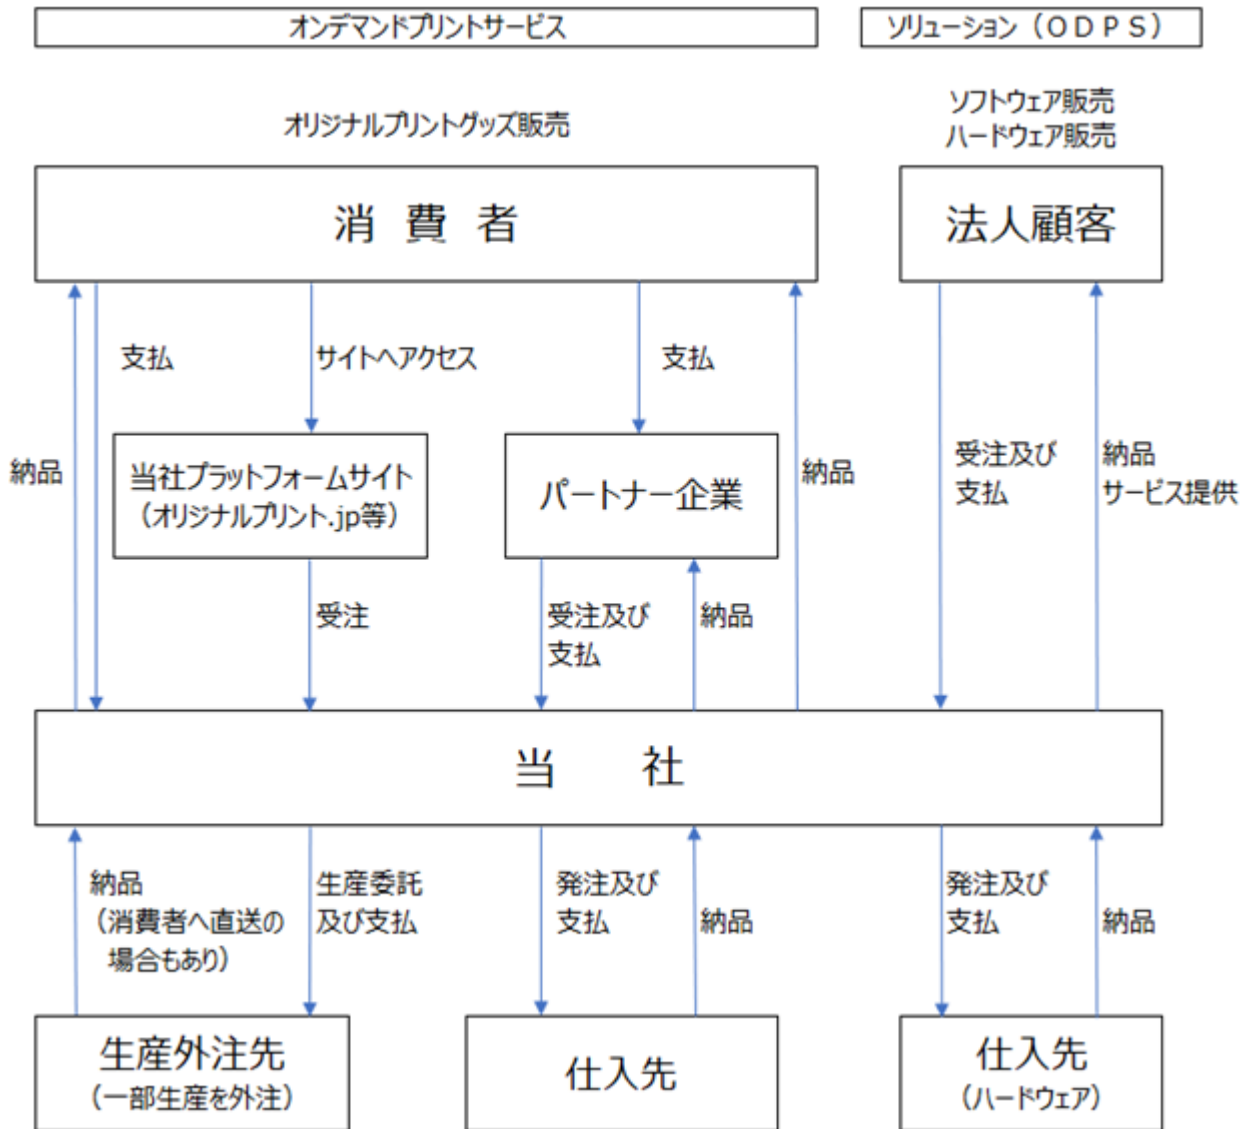 オンデマンドプリントサービス
ソリューション（ＯＤＰＳ）
オリジナルプリントグッズ販売
ソフトウェア販売
ハードウェア販売
消 費 者
法人顧客
支払
サイトへアクセス
支払
納品
当社プラットフォームサイト
（オリジナルプリント.jp等）
パートナー企業
納品
受注及び
支払
納品
サービス提供
受注
受注及び
支払
納品
当 社
納品
（消費者へ直送の
場合もあり）
生産委託
及び支払
発注及び
支払
納品
発注及び
支払
納品
生産外注先
（一部生産を外注）
仕入先
仕入先
（ハードウェア）